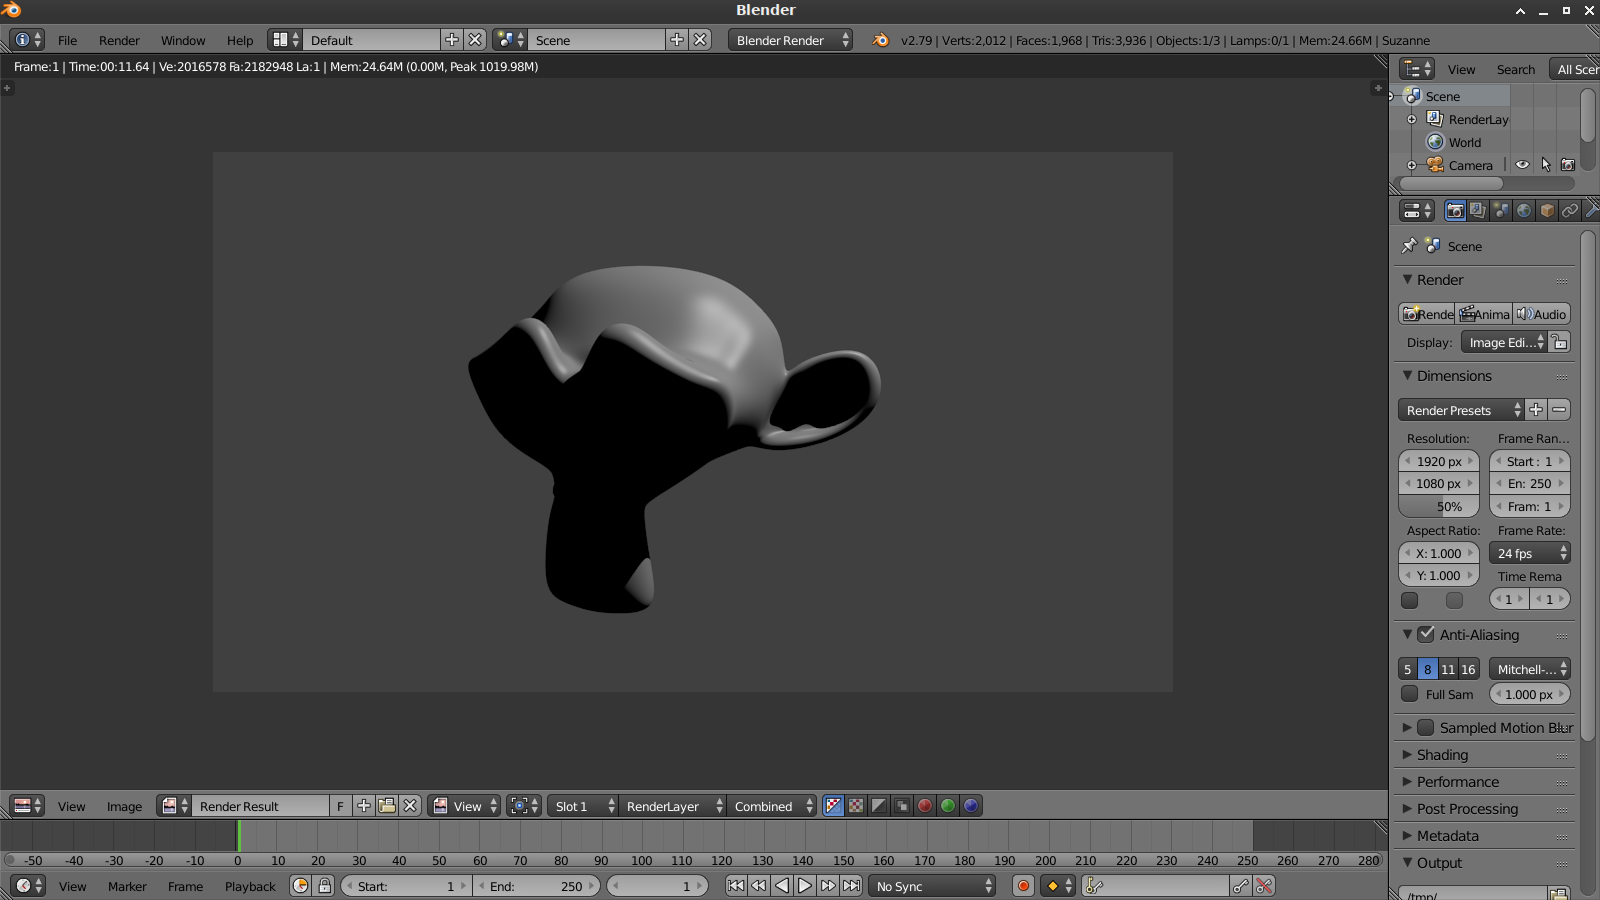 Blender
File Render Window Help Default Scene Blender Render v2.79 | Verts:2,012 | Faces:1,968 | Tris:3,936 | Objects:1/3 | Lamps:0/1 | Mem:24.66M | Suzanne
Frame:1 | Time:00:11.64 | Ve:2016578 Fa:2182948 La:1 | Mem:24.64M (0.00M, Peak 1019.98M)
View Search All Scer
Scene
RenderLay
World
Camera
Scene
Render
Rende Anima Audio
Display: Image Edi...
Dimensions
Render Presets
Resolution: Frame Ran...
1920 px Start : 1
1080 px En: 250
50% Fram: 1
Aspect Ratio: Frame Rate:
X: 1.000 24 fps
Y: 1.000 Time Rema
1 1
Anti-Aliasing
5 8 11 16 Mitchell-...
Full Sam 1.000 px
Sampled Motion Blur
Shading
Performance
Post Processing
Metadata
Output
/tmp/
View Image Render Result F View Slot 1 RenderLayer Combined
-50 -40 -30 -20 -10 0 10 20 30 40 50 60 70 80 90 100 110 120 130 140 150 160 170 180 190 200 210 220 230 240 250 260 270 280
View Marker Frame Playback Start: 1 End: 250 1 No Sync